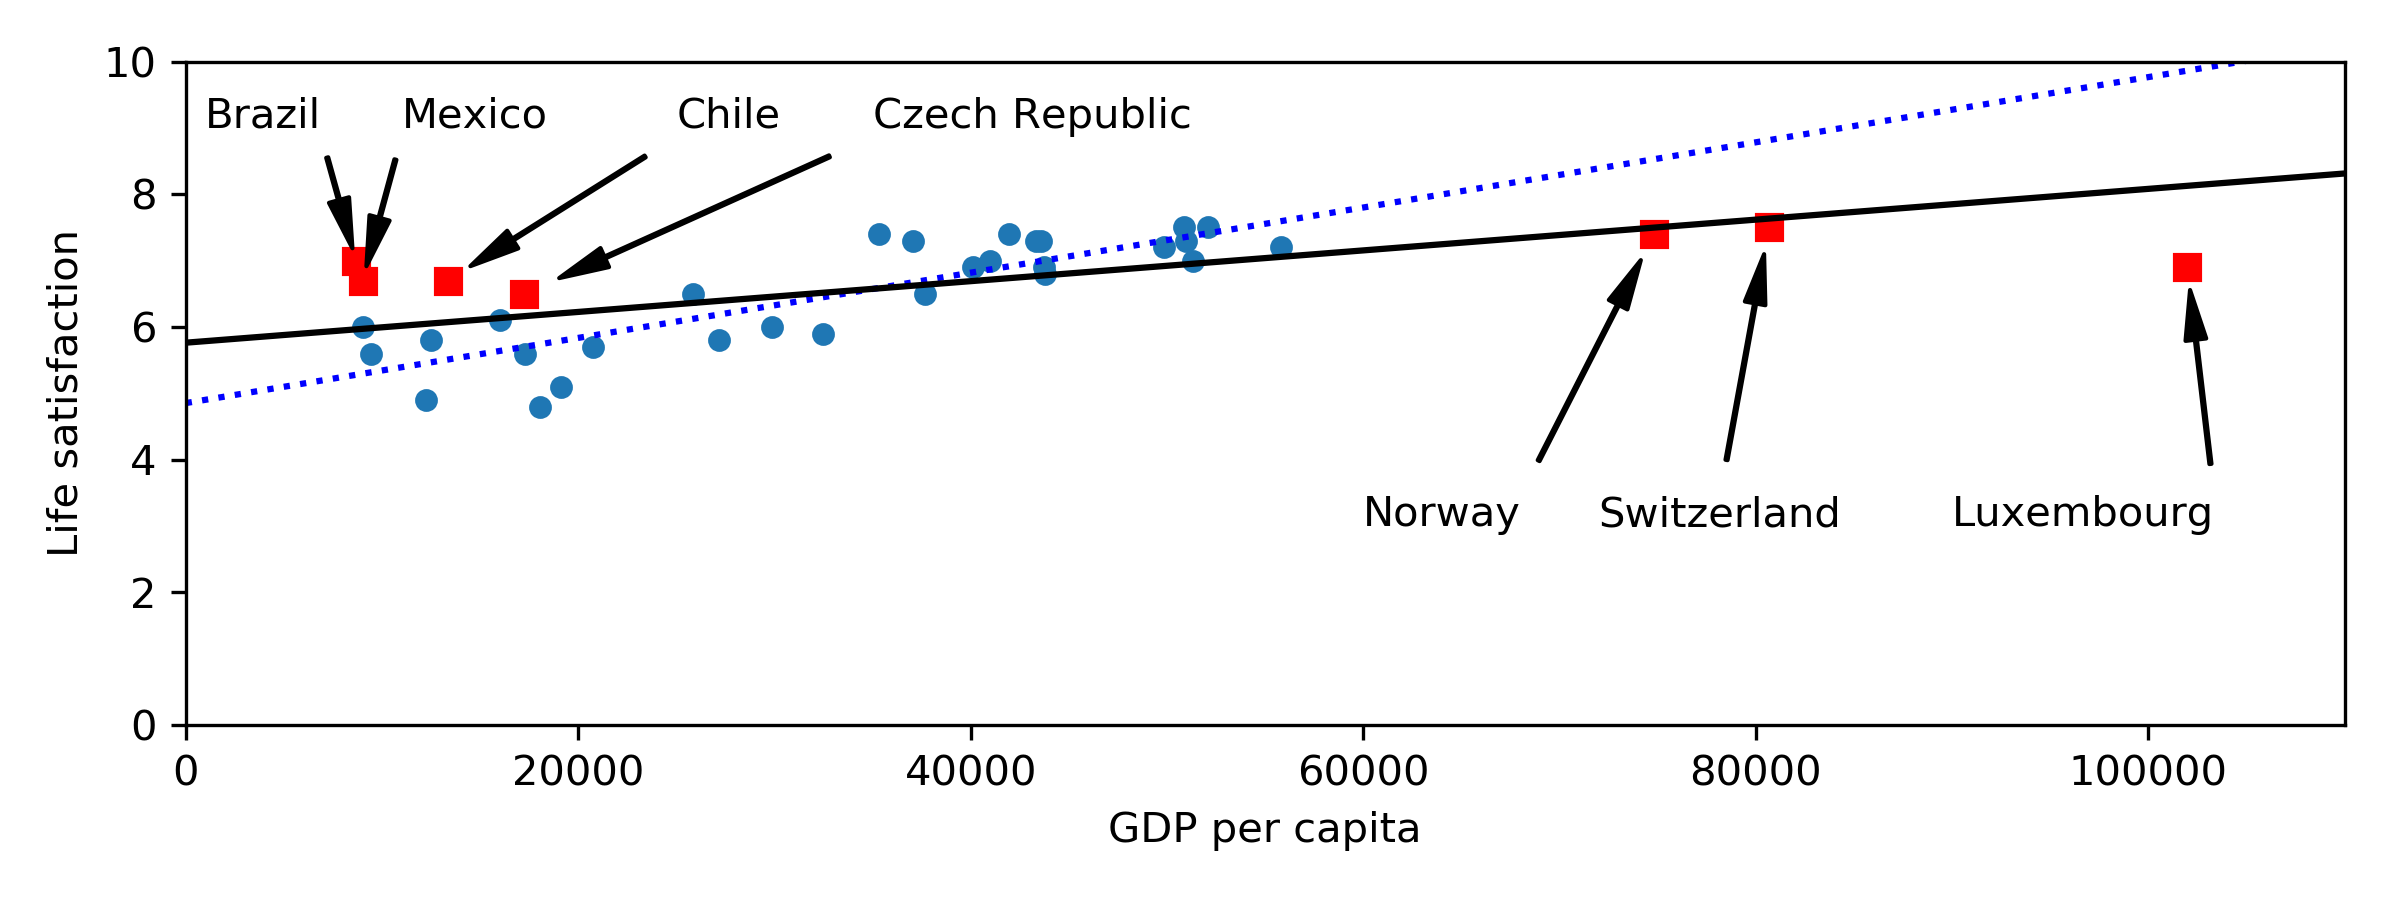 10
Brazil Mexico Chile Czech Republic
8
6
4
Norway Switzerland Luxembourg
2
0
Life satisfaction
0 20000 40000 60000 80000 100000
GDP per capita